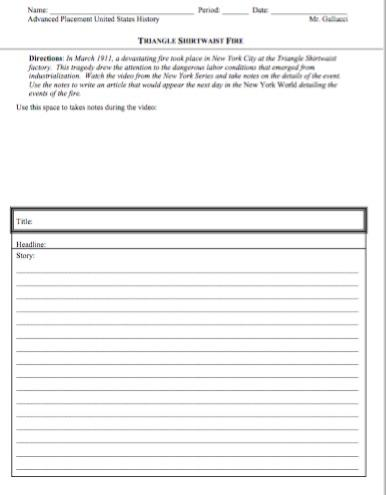 Name: Period: Date:
Advanced Placement United States History Mr. Gallucci
TRIANGLE SHIRTWAIST FIRE
Directions: In March 1911, a devastating fire took place in New York City at the Triangle Shirtwaist
factory. This tragedy drew the attention to the dangerous labor conditions that emerged from
industrialization. Watch the video from the New York Series and take notes on the details of the event.
Use the notes to write an article that would appear the next day in the New York World detailing the
events of the fire.
Use this space to takes notes during the video:
Title:
Headline:
Story: